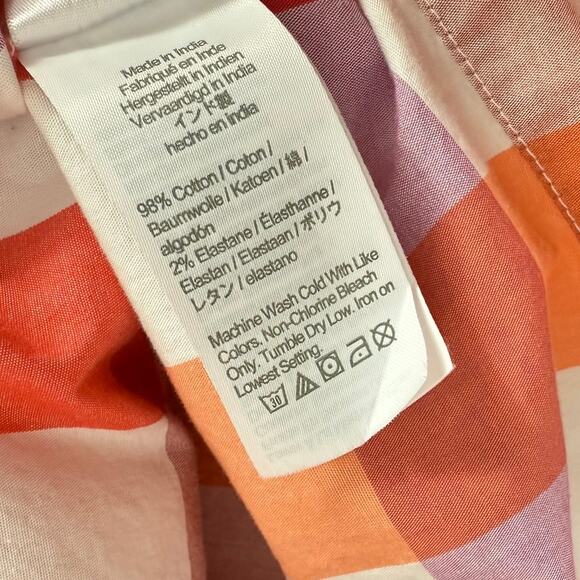 Made in India
Fabriqué en Inde
Hergestellt in Indien
Vervaardigd in India
インド製
hecho en india
98% Cotton / Coton /
Baumwolle / Katoen / 綿 /
algodón
2% Elastane / Élasthanne /
Elastan / Elastaan / ポリウ
レタン / elastano
Machine Wash Cold With Like
Colors. Non-Chlorine Bleach
Only. Tumble Dry Low. Iron on
Lowest Setting.
30